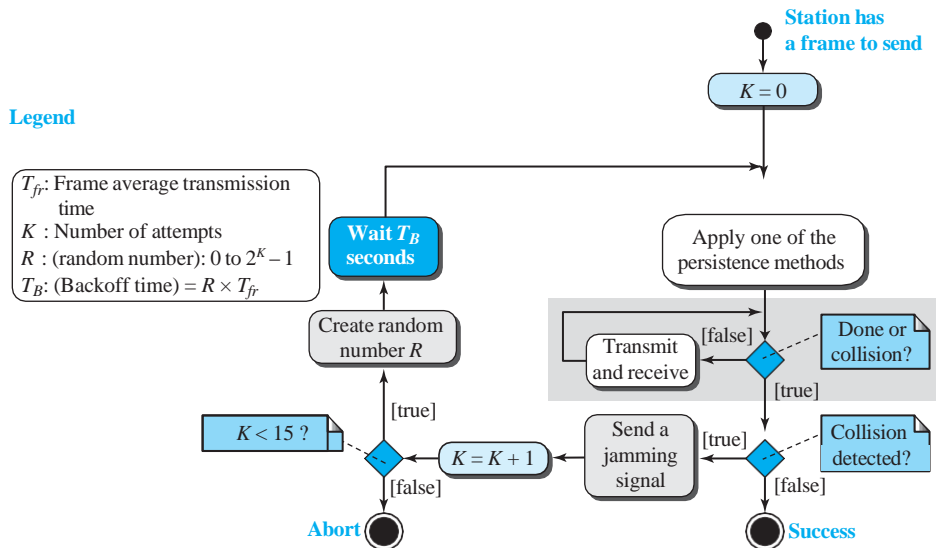 Station has
a frame to send
K = 0
Legend
T_fr: Frame average transmission
time
K : Number of attempts
R : (random number): 0 to 2^K – 1
T_B: (Backoff time) = R × T_fr
Wait T_B
seconds
Apply one of the
persistence methods
Create random
number R
[false]
Transmit
and receive
Done or
collision?
[true]
[true]
K < 15 ?
K = K + 1
Send a
jamming
signal
[true]
Collision
detected?
[false]
[false]
Abort
Success